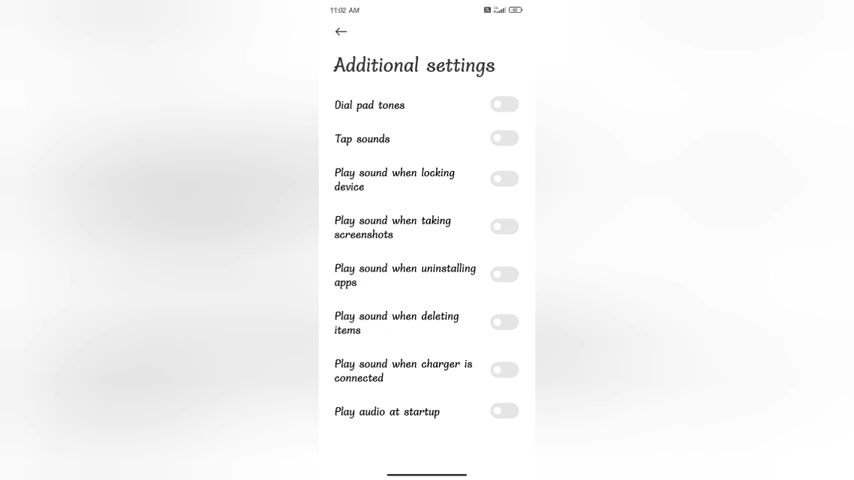 11:02 AM
Additional settings
Dial pad tones
Tap sounds
Play sound when locking
device
Play sound when taking
screenshots
Play sound when uninstalling
apps
Play sound when deleting
items
Play sound when charger is
connected
Play audio at startup